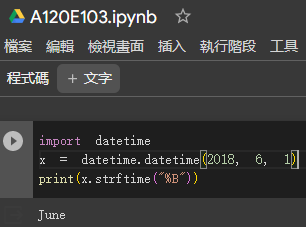 A120E103.ipynb
檔案 編輯 檢視畫面 插入 執行階段 工具
程式碼 + 文字
import datetime
x = datetime.datetime(2018, 6, 1)
print(x.strftime("%B"))
June